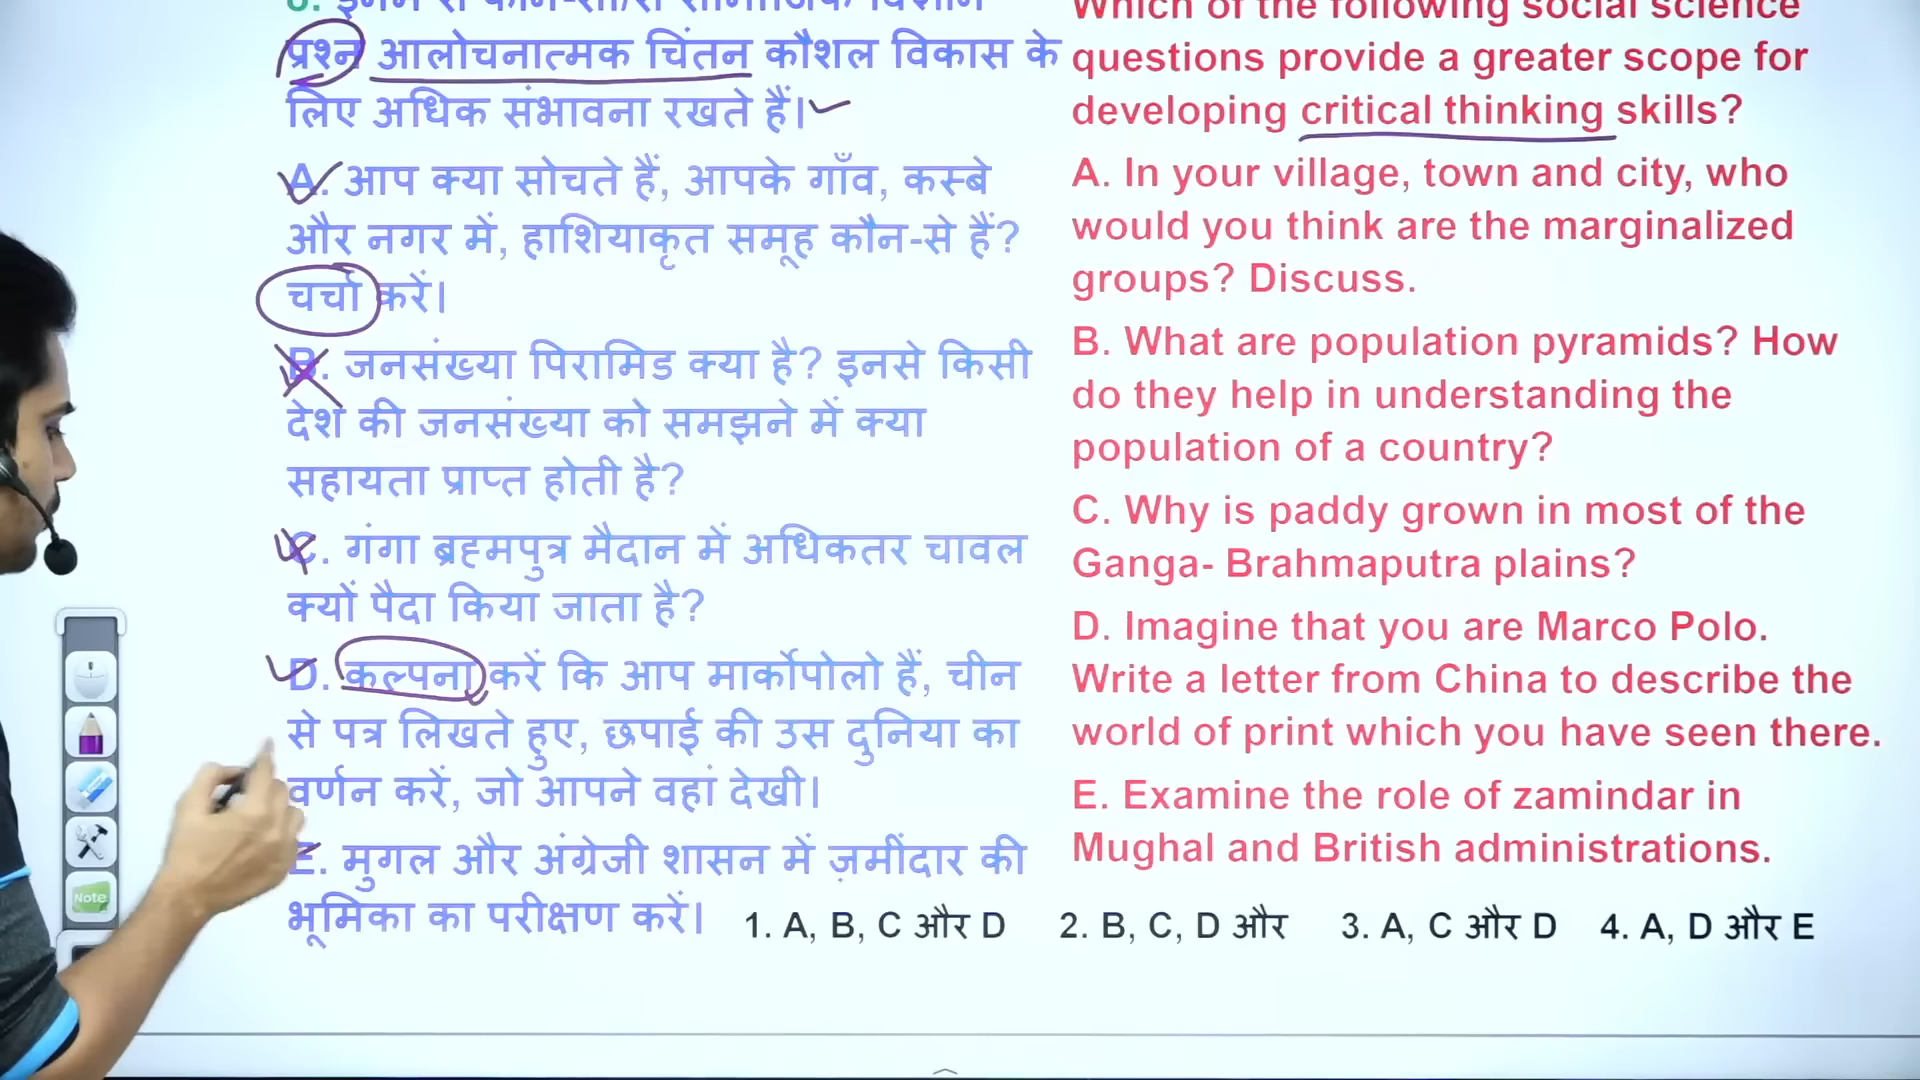 प्रश्न आलोचनात्मक चिंतन कौशल विकास के
लिए अधिक संभावना रखते हैं।
A. आप क्या सोचते हैं, आपके गाँव, कस्बे
और नगर में, हाशियाकृत समूह कौन-से हैं?
चर्चा करें।
B. जनसंख्या पिरामिड क्या है? इनसे किसी
देश की जनसंख्या को समझने में क्या
सहायता प्राप्त होती है?
C. गंगा ब्रह्मपुत्र मैदान में अधिकतर चावल
क्यों पैदा किया जाता है?
D. कल्पना करें कि आप मार्कोपोलो हैं, चीन
से पत्र लिखते हुए, छपाई की उस दुनिया का
वर्णन करें, जो आपने वहां देखी।
E. मुगल और अंग्रेजी शासन में ज़मींदार की
भूमिका का परीक्षण करें।
Which of the following social science
questions provide a greater scope for
developing critical thinking skills?
A. In your village, town and city, who
would you think are the marginalized
groups? Discuss.
B. What are population pyramids? How
do they help in understanding the
population of a country?
C. Why is paddy grown in most of the
Ganga- Brahmaputra plains?
D. Imagine that you are Marco Polo.
Write a letter from China to describe the
world of print which you have seen there.
E. Examine the role of zamindar in
Mughal and British administrations.
1. A, B, C और D 2. B, C, D और 3. A, C और D 4. A, D और E
Note